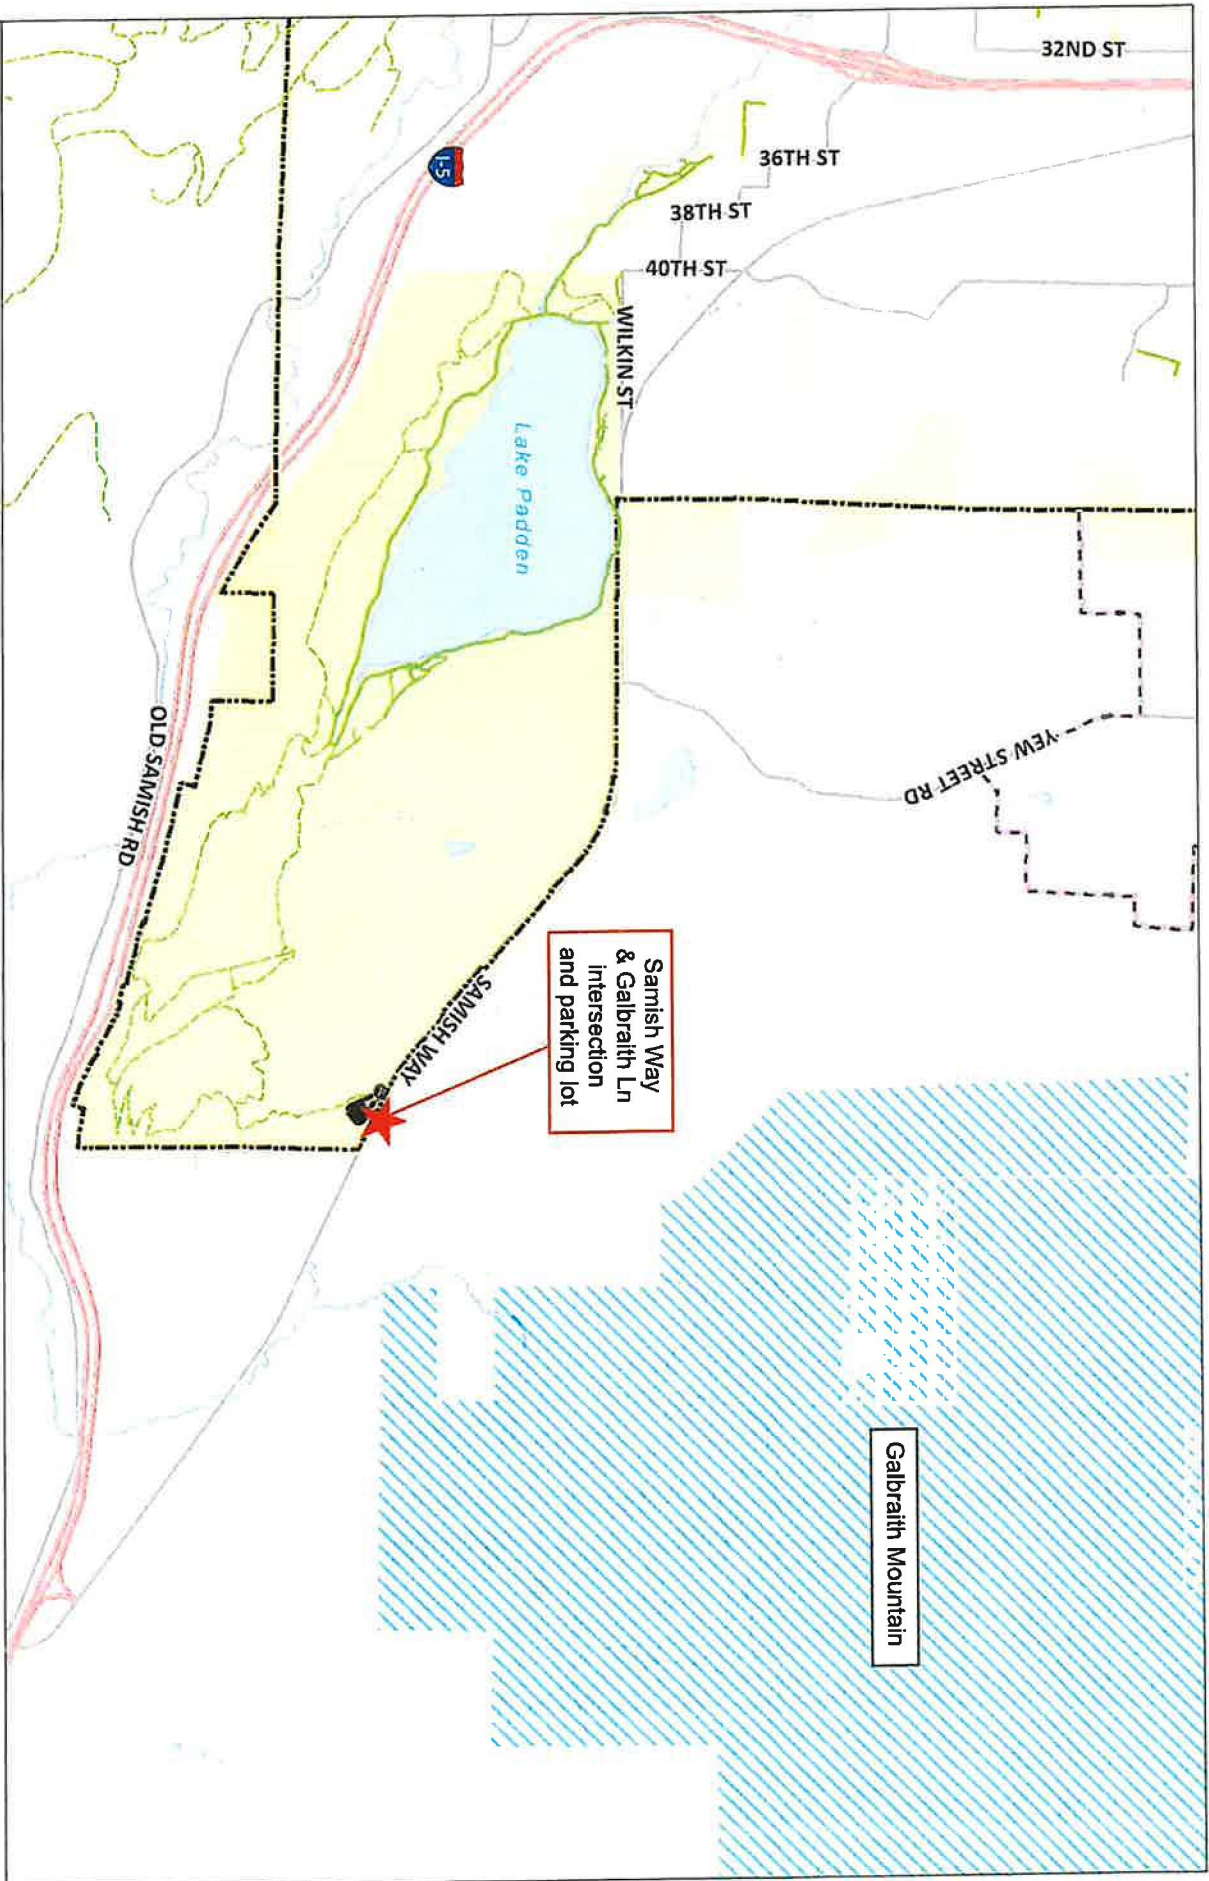 32ND ST
36TH ST
38TH ST
40TH ST
WILKIN ST
I-5
Lake Padden
YEW STREET RD
OLD SAMISH RD
SAMISH WAY
Samish Way
& Galbraith Ln
intersection
and parking lot
Galbraith Mountain